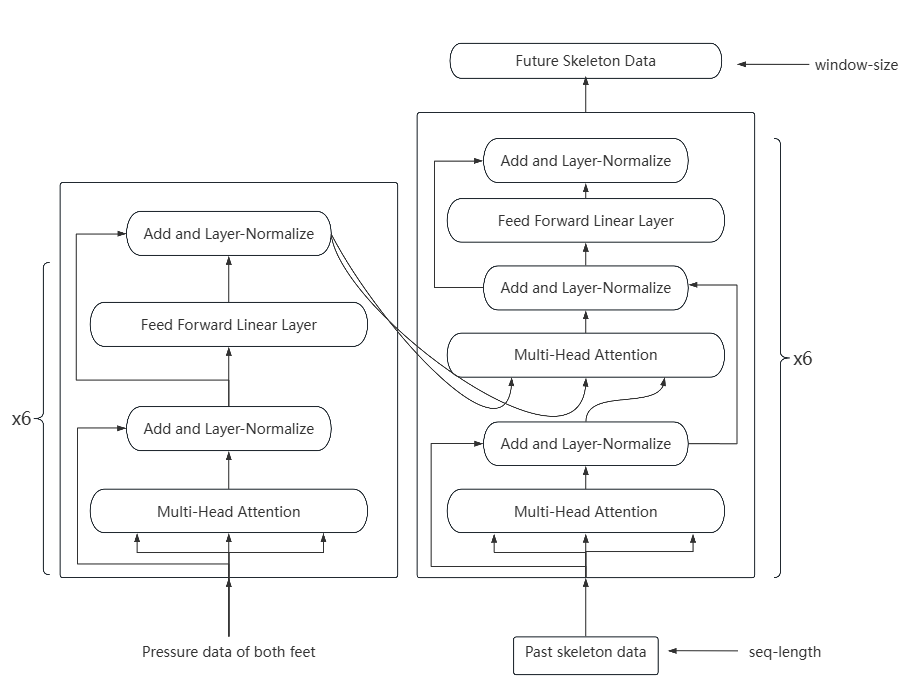 Future Skeleton Data
window-size
Add and Layer-Normalize
Feed Forward Linear Layer
Add and Layer-Normalize
Multi-Head Attention
Add and Layer-Normalize
Multi-Head Attention
x6
Past skeleton data
seq-length
Add and Layer-Normalize
Feed Forward Linear Layer
Add and Layer-Normalize
Multi-Head Attention
x6
Pressure data of both feet